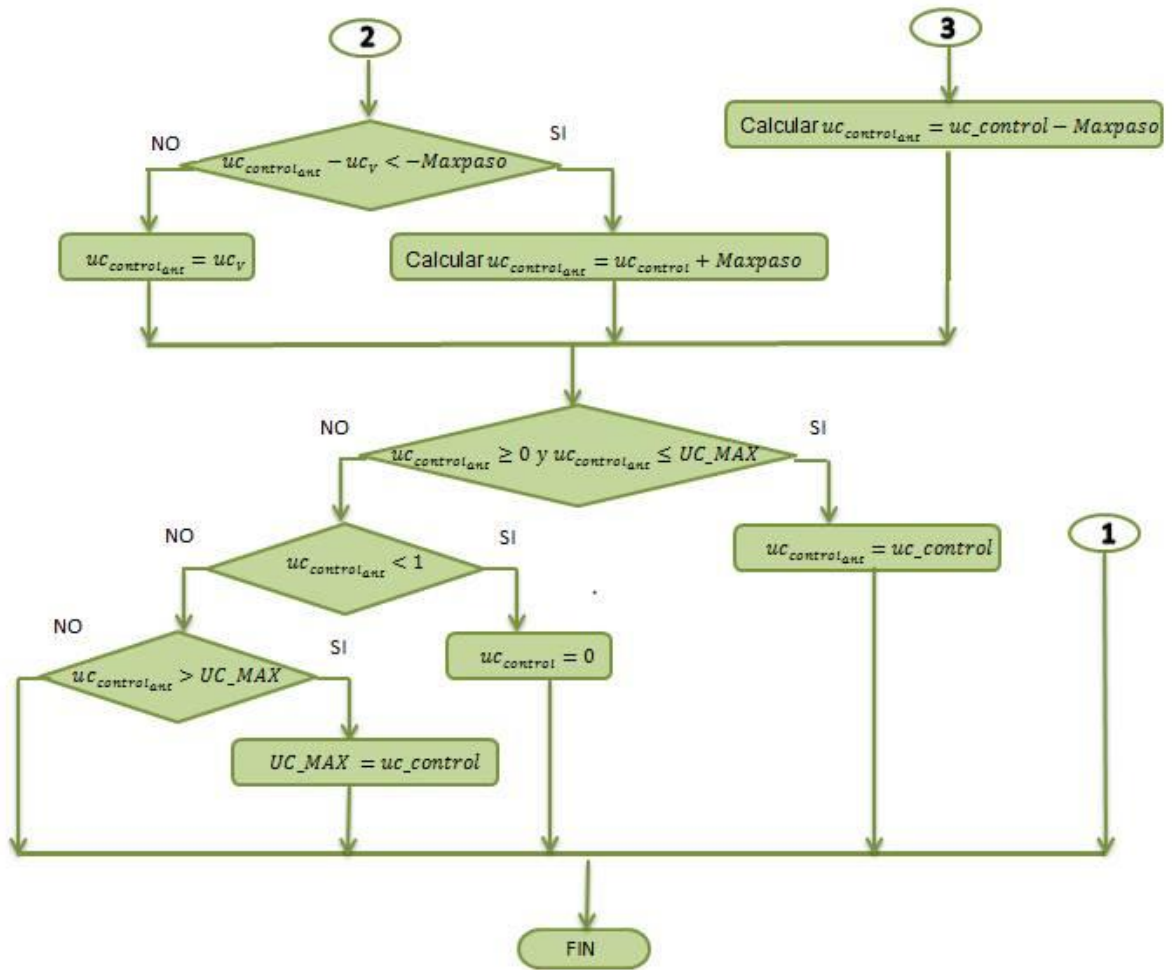 2
3
Calcular uc_control_ant = uc_control − Maxpaso
NO
SI
uc_control_ant − uc_V < −Maxpaso
uc_control_ant = uc_V
Calcular uc_control_ant = uc_control + Maxpaso
NO
SI
uc_control_ant ≥ 0 y uc_control_ant ≤ UC_MAX
NO
SI
uc_control_ant < 1
uc_control_ant = uc_control
1
NO
SI
uc_control_ant > UC_MAX
uc_control = 0
UC_MAX = uc_control
FIN